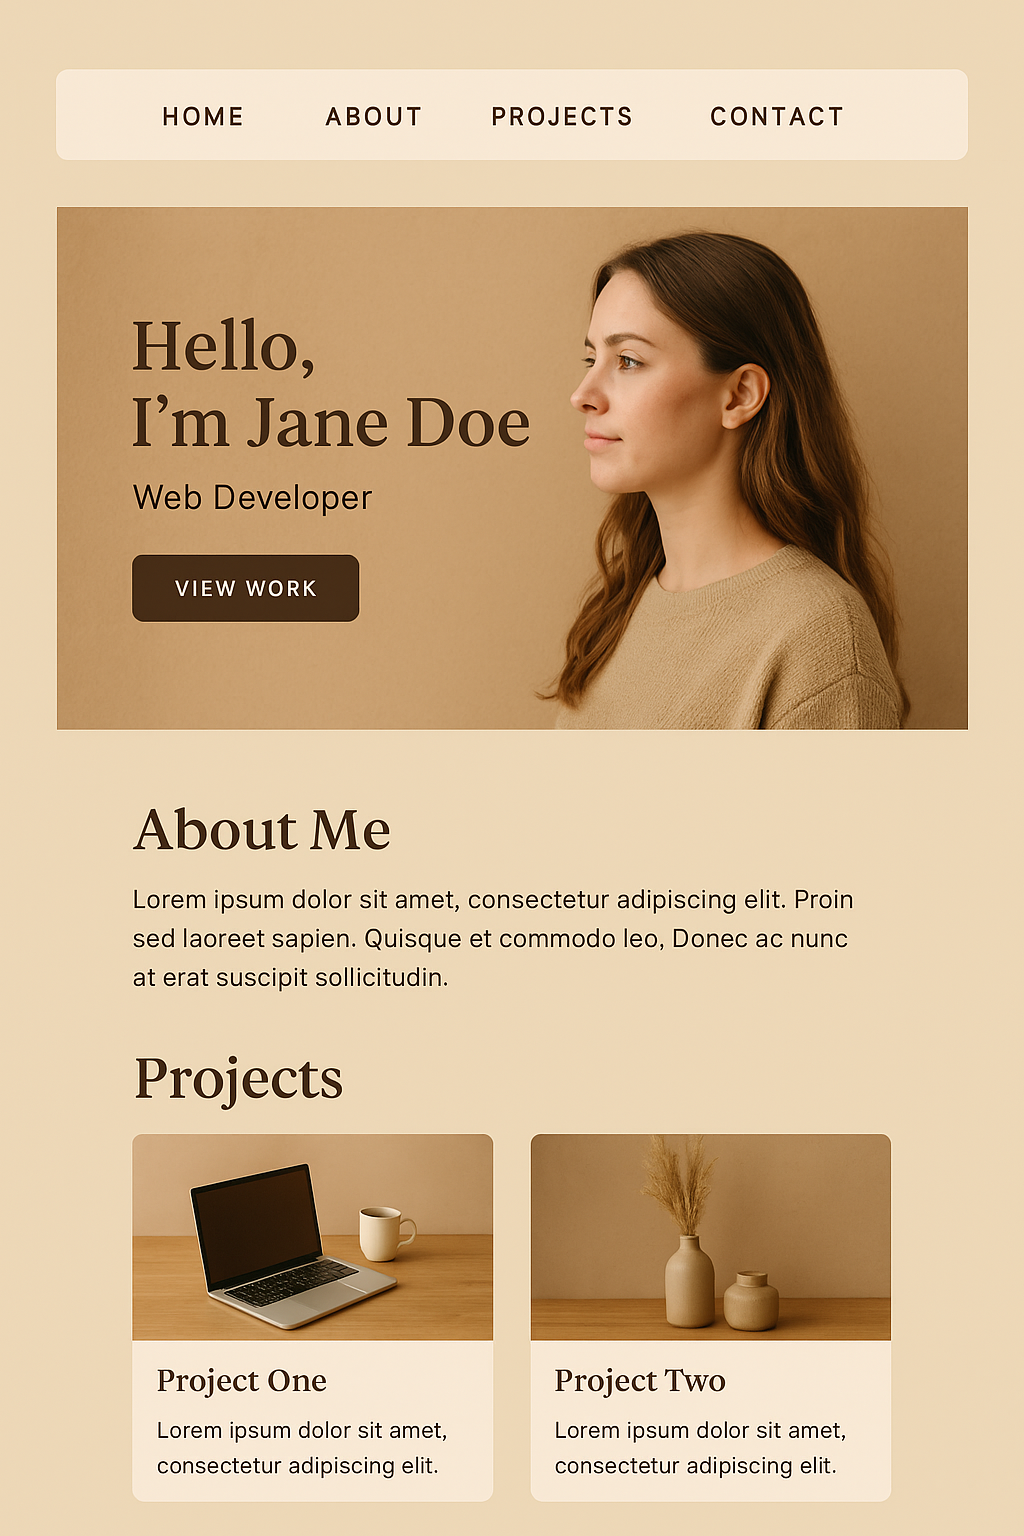 HOME ABOUT PROJECTS CONTACT
Hello,
I’m Jane Doe
Web Developer
VIEW WORK
About Me
Lorem ipsum dolor sit amet, consectetur adipiscing elit. Proin
sed laoreet sapien. Quisque et commodo leo, Donec ac nunc
at erat suscipit sollicitudin.
Projects
Project One
Lorem ipsum dolor sit amet,
consectetur adipiscing elit.
Project Two
Lorem ipsum dolor sit amet,
consectetur adipiscing elit.